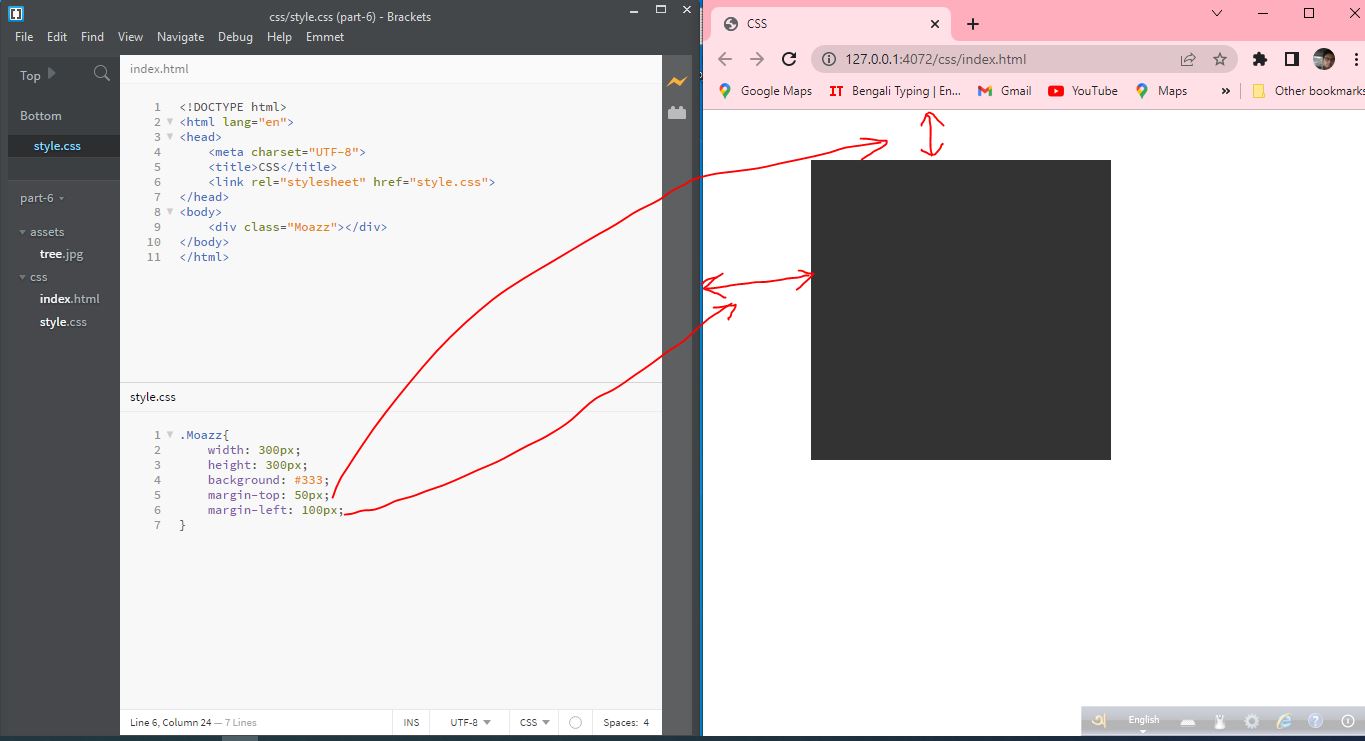 css/style.css (part-6) - Brackets
File Edit Find View Navigate Debug Help Emmet
Top
Bottom
style.css
part-6
assets
tree.jpg
css
index.html
style.css
index.html
1 <!DOCTYPE html>
2 <html lang="en">
3 <head>
4 <meta charset="UTF-8">
5 <title>CSS</title>
6 <link rel="stylesheet" href="style.css">
7 </head>
8 <body>
9 <div class="Moazz"></div>
10 </body>
11 </html>
style.css
1 .Moazz{
2 width: 300px;
3 height: 300px;
4 background: #333;
5 margin-top: 50px;
6 margin-left: 100px;
7 }
Line 6, Column 24 — 7 Lines
INS UTF-8 CSS Spaces: 4
CSS
127.0.0.1:4072/css/index.html
Google Maps IT Bengali Typing | En... Gmail YouTube Maps » Other bookmarks
অ English